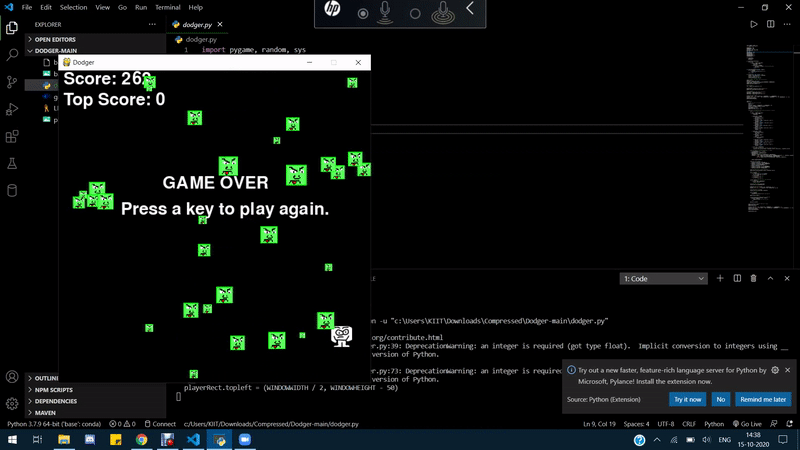 File Edit Selection View Go Run Terminal Help
dodger.py
EXPLORER
OPEN EDITORS
DODGER-MAIN
dodger.py
1 import pygame, random, sys
Dodger
Score: 263
Top Score: 0
GAME OVER
Press a key to play again.
1: Code
n -u "c:\Users\KIIT\Downloads\Compressed\Dodger-main\dodger.py"
org/contribute.html
r.py:39: DeprecationWarning: an integer is required (got type float). Implicit conversion to integers using __
version of Python.
r.py:73: DeprecationWarning: an integer is requi
version of Python.
playerRect.topleft = (WINDOWWIDTH / 2, WINDOWHEIGHT - 50)
Try out a new faster, feature-rich language server for Python by
Microsoft, Pylance! Install the extension now.
Source: Python (Extension)
Try it now
No
Remind me later
OUTLIN
NPM SCRIPTS
DEPENDENCIES
MAVEN
Python 3.7.9 64-bit ('base': conda)
0
0
Connect
c:/Users/KIIT/Downloads/Compressed/Dodger-main/dodger.py
Ln 9, Col 19
Spaces: 4
UTF-8
CRLF
Python
Go Live
14:38
ENG
15-10-2020